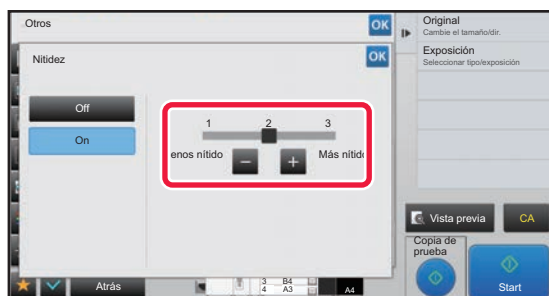 Otros
OK
Nitidez
OK
Off
On
1 2 3
enos nítido
Más nítido
Atrás
3 B4
4 A3
A4
Original
Cambie el tamaño/dir.
Exposición
Seleccionar tipo/exposición
Vista previa
CA
Copia de
prueba
Start